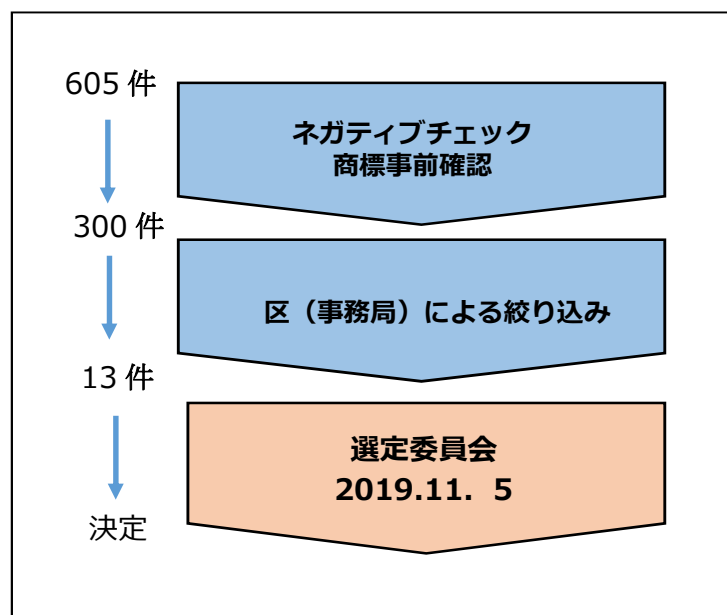 605 件
ネガティブチェック
商標事前確認
300 件
区（事務局）による絞り込み
13 件
選定委員会
2019.11. 5
決定